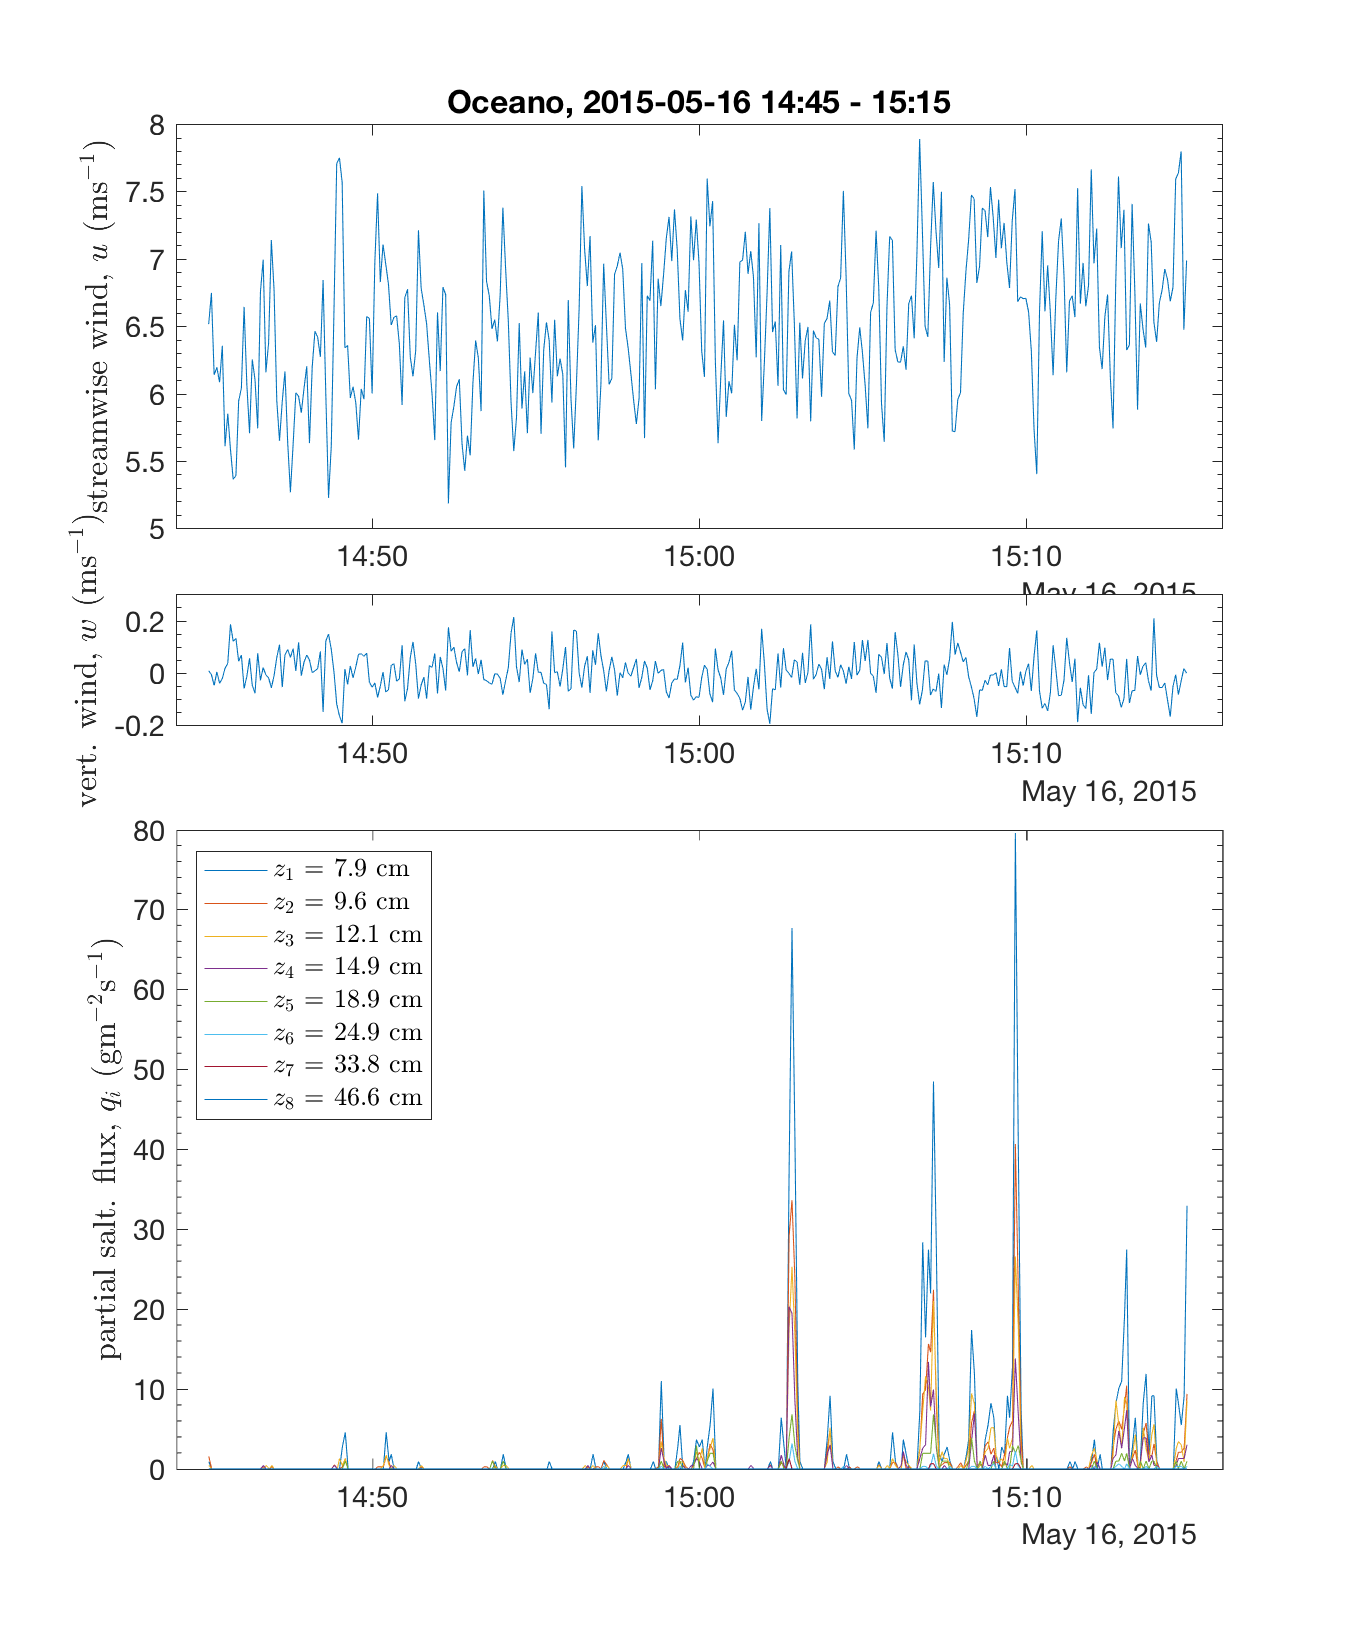 Oceano, 2015-05-16 14:45 - 15:15
streamwise wind, u (ms⁻¹)
8
7.5
7
6.5
6
5.5
5
14:50 15:00 15:10
May 16, 2015
vert. wind, w (ms⁻¹)
0.2
0
-0.2
14:50 15:00 15:10
May 16, 2015
partial salt. flux, qᵢ (gm⁻²s⁻¹)
80
70
60
50
40
30
20
10
0
z₁ = 7.9 cm
z₂ = 9.6 cm
z₃ = 12.1 cm
z₄ = 14.9 cm
z₅ = 18.9 cm
z₆ = 24.9 cm
z₇ = 33.8 cm
z₈ = 46.6 cm
14:50 15:00 15:10
May 16, 2015